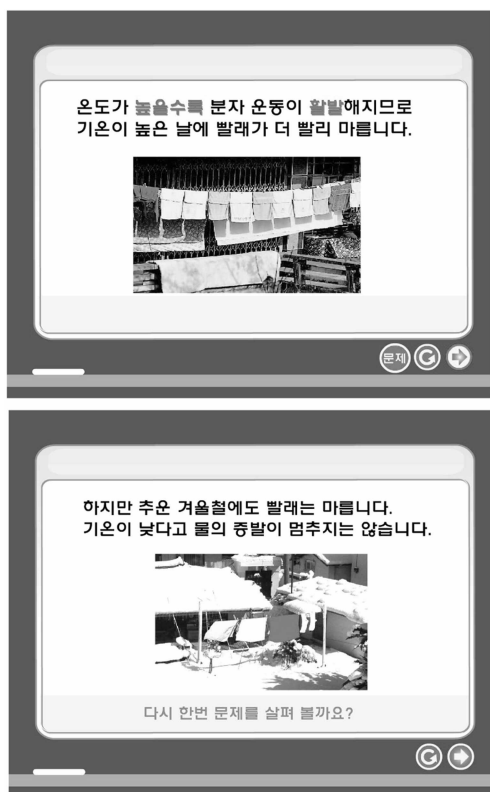 온도가 높을수록 분자 운동이 활발해지므로
기온이 높은 날에 빨래가 더 빨리 마릅니다.
문제
하지만 추운 겨울철에도 빨래는 마릅니다.
기온이 낮다고 물의 증발이 멈추지는 않습니다.
다시 한번 문제를 살펴 볼까요?